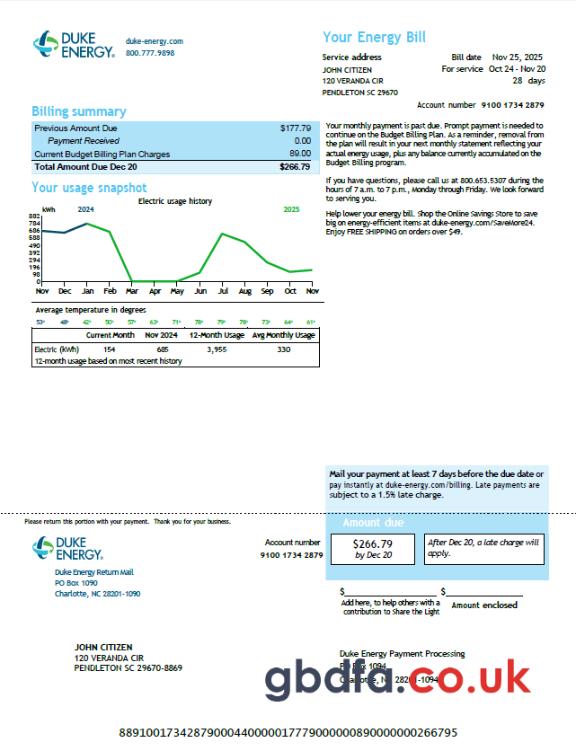 DUKE
ENERGY®
duke-energy.com
800.777.9898
Your Energy Bill
Service address
JOHN CITIZEN
120 VERANDA CIR
PENDLETON SC 29670
Bill date Nov 25, 2025
For service Oct 24 - Nov 20
28 days
Account number 9100 1734 2879
Billing summary
Previous Amount Due $177.79
Payment Received 0.00
Current Budget Billing Plan Charges 89.00
Total Amount Due Dec 20 $266.79
Your monthly payment is past due. Prompt payment is needed to
continue on the Budget Billing Plan. As a reminder, removal from
the plan will result in your next monthly statement reflecting your
actual energy usage, plus any balance currently accumulated on the
Budget Billing program.
If you have questions, please call us at 800.653.5307 during the
hours of 7 a.m. to 7 p.m., Monday through Friday. We look forward
to serving you.
Help lower your energy bill. Shop the Online Savings Store to save
big on energy-efficient items at duke-energy.com/SaveMore24.
Enjoy FREE SHIPPING on orders over $49.
Your usage snapshot
Electric usage history
kWh 2024 2025
882
784
686
588
490
392
294
196
98
0
Nov Dec Jan Feb Mar Apr May Jun Jul Aug Sep Oct Nov
Average temperature in degrees
53° 48° 42° 50° 57° 63° 71° 78° 79° 78° 73° 64° 61°
Current Month Nov 2024 12-Month Usage Avg Monthly Usage
Electric (kWh) 154 685 3,955 330
12-month usage based on most recent history
Mail your payment at least 7 days before the due date or
pay instantly at duke-energy.com/billing. Late payments are
subject to a 1.5% late charge.
Please return this portion with your payment. Thank you for your business.
Amount due
DUKE
ENERGY®
Account number
9100 1734 2879
$266.79
by Dec 20
After Dec 20, a late charge will
apply.
Duke Energy Return Mail
PO Box 1090
Charlotte, NC 28201-1090
$ $
Add here, to help others with a
contribution to Share the Light
Amount enclosed
JOHN CITIZEN
120 VERANDA CIR
PENDLETON SC 29670-8869
Duke Energy Payment Processing
PO Box 1094
Charlotte, NC 28201-1094
gbdfa.co.uk
889100173428790004400000177790000000890000000266795